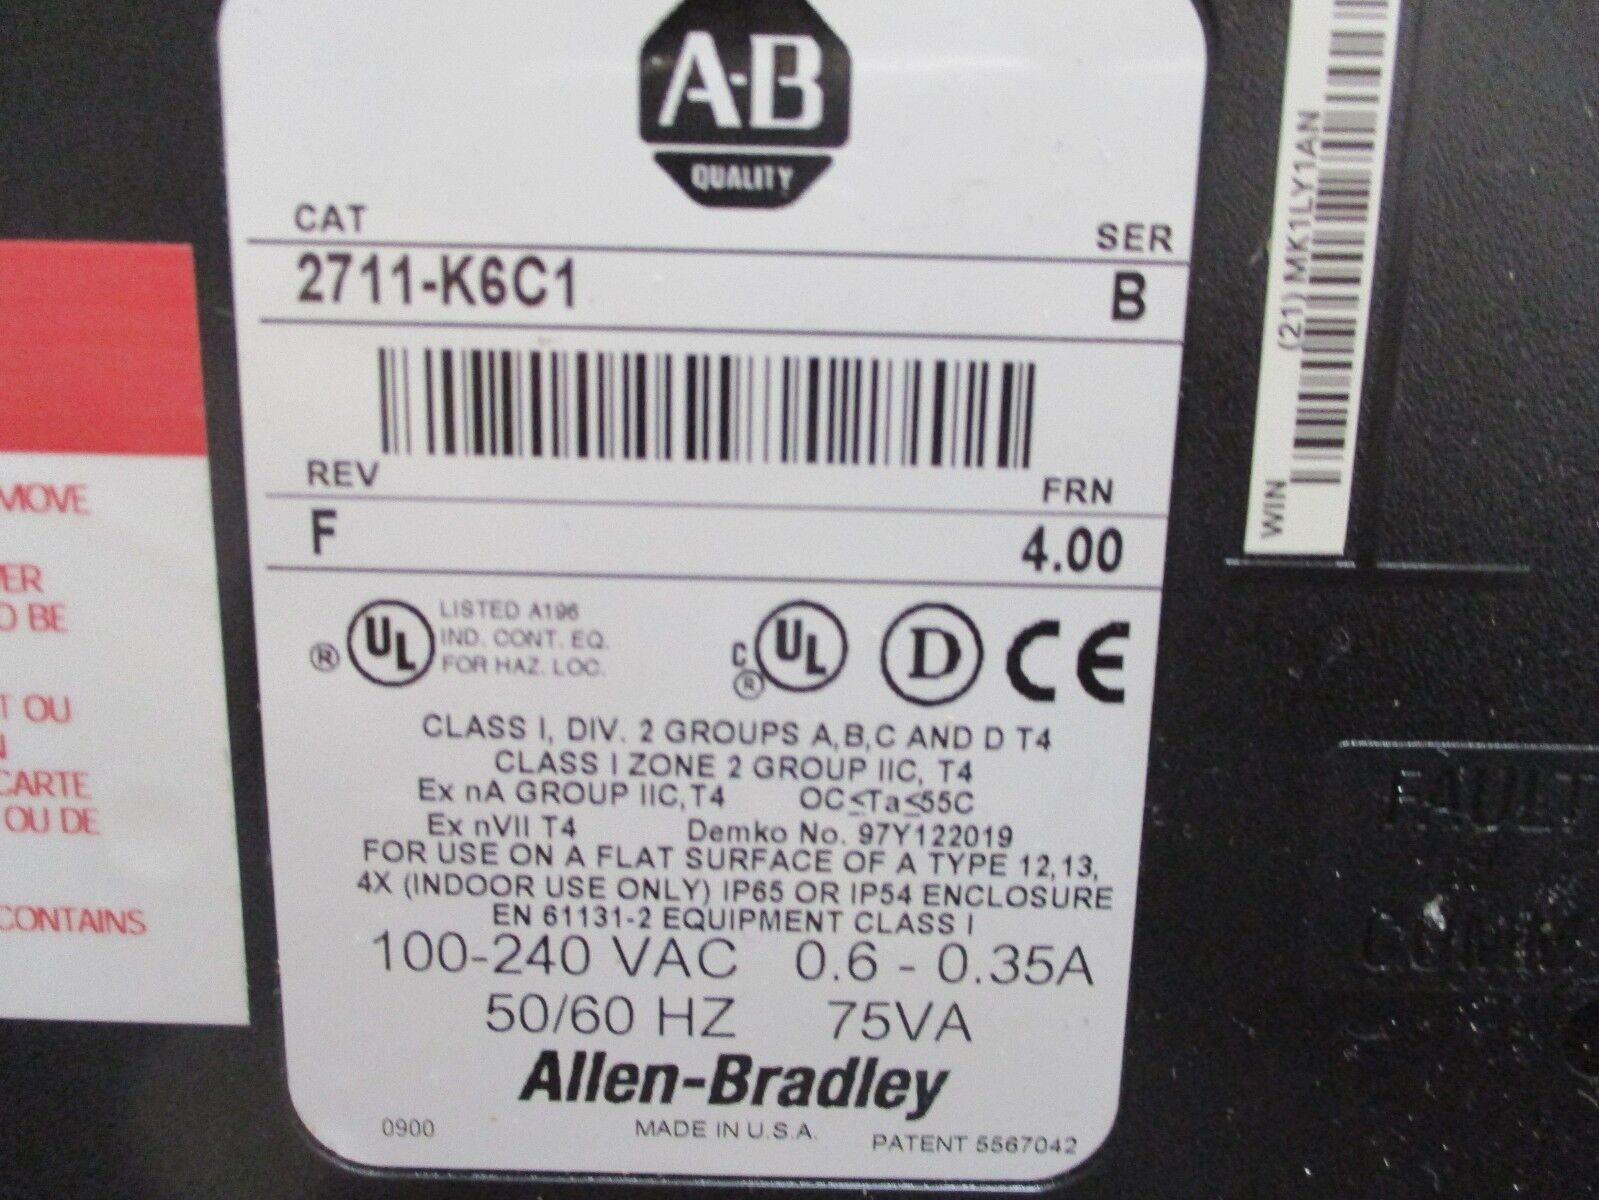 A-B
QUALITY
CAT
SER
2711-K6C1
B
REV
FRN
F
4.00
® UL LISTED A196
IND. CONT. EQ.
FOR HAZ. LOC.
C UL ® D CE
CLASS I, DIV. 2 GROUPS A,B,C AND D T4
CLASS I ZONE 2 GROUP IIC, T4
Ex nA GROUP IIC,T4 OC≤Ta≤55C
Ex nVII T4 Demko No. 97Y122019
FOR USE ON A FLAT SURFACE OF A TYPE 12,13,
4X (INDOOR USE ONLY) IP65 OR IP54 ENCLOSURE
EN 61131-2 EQUIPMENT CLASS I
100-240 VAC 0.6 - 0.35A
50/60 HZ 75VA
Allen-Bradley
0900
MADE IN U.S.A.
PATENT 5567042
MOVE
ER
O BE
T OU
N
CARTE
OU DE
CONTAINS
WIN (21) MK1LY1AN
FAULT